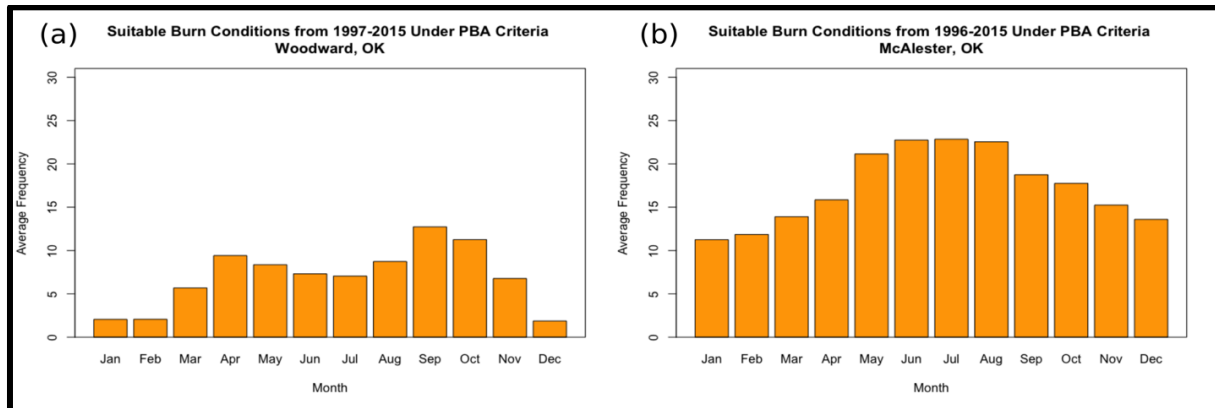 (a)
Suitable Burn Conditions from 1997-2015 Under PBA Criteria
Woodward, OK
Average Frequency
30
25
20
15
10
5
0
Jan Feb Mar Apr May Jun Jul Aug Sep Oct Nov Dec
Month
(b)
Suitable Burn Conditions from 1996-2015 Under PBA Criteria
McAlester, OK
Average Frequency
30
25
20
15
10
5
0
Jan Feb Mar Apr May Jun Jul Aug Sep Oct Nov Dec
Month